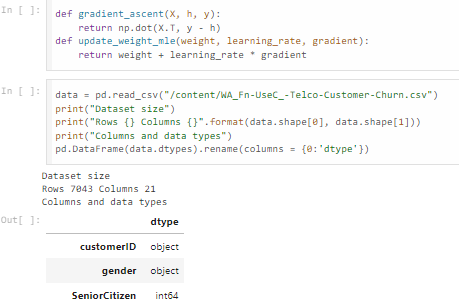 In [ ]:
def gradient_ascent(X, h, y):
    return np.dot(X.T, y - h)
def update_weight_mle(weight, learning_rate, gradient):
    return weight + learning_rate * gradient
In [ ]:
data = pd.read_csv("/content/WA_Fn-UseC_-Telco-Customer-Churn.csv")
print("Dataset size")
print("Rows {} Columns {}".format(data.shape[0], data.shape[1]))
print("Columns and data types")
pd.DataFrame(data.dtypes).rename(columns = {0:'dtype'})
Dataset size
Rows 7043 Columns 21
Columns and data types
Out[ ]:
dtype
customerID object
gender object
SeniorCitizen int64